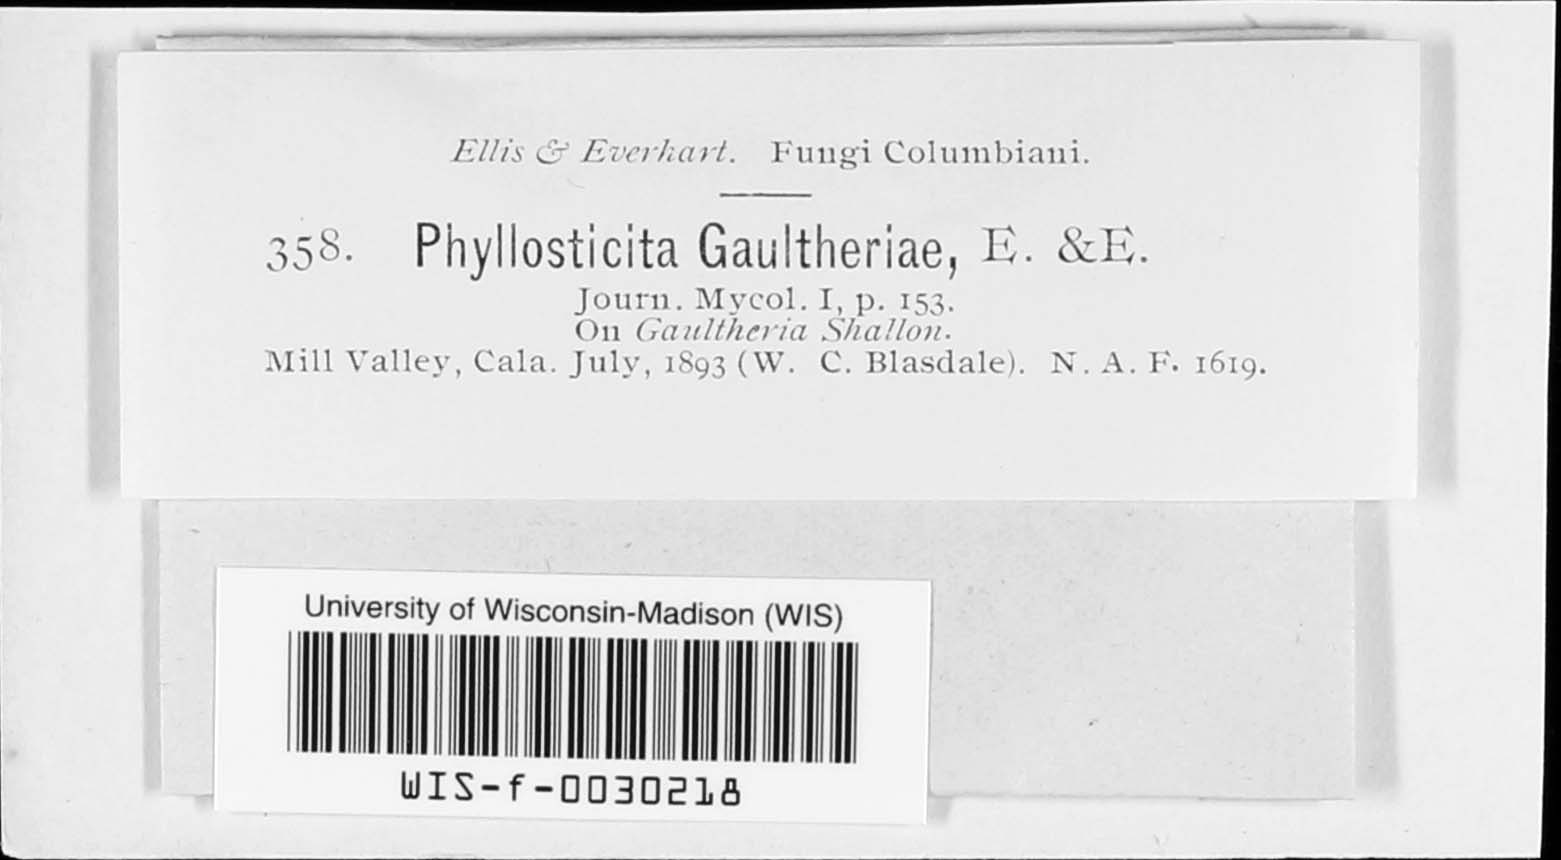 Ellis & Everhart. Fungi Columbiani.
358. Phyllosticita Gaultheriae, E. &E.
Journ. Mycol. I, p. 153.
On Gaultheria Shallon.
Mill Valley, Cala. July, 1893 (W. C. Blasdale). N. A. F. 1619.
University of Wisconsin-Madison (WIS)
WIS-f-0030218